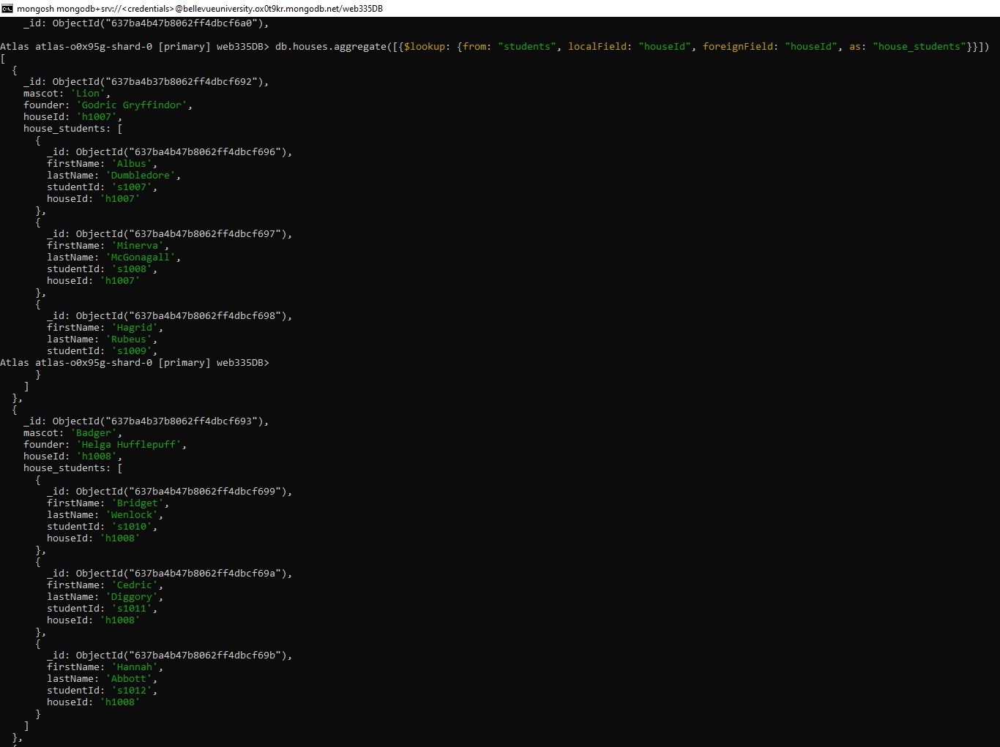 mongosh mongodb+srv://<credentials>@bellevueuniversity.ox0t9kr.mongodb.net/web335DB
    _id: ObjectId("637ba4b47b8062ff4dbcf6a0"),
Atlas atlas-o0x95g-shard-0 [primary] web335DB> db.houses.aggregate([{$lookup: {from: "students", localField: "houseId", foreignField: "houseId", as: "house_students"}}])
[
  {
    _id: ObjectId("637ba4b37b8062ff4dbcf692"),
    mascot: 'Lion',
    founder: 'Godric Gryffindor',
    houseId: 'h1007',
    house_students: [
      {
        _id: ObjectId("637ba4b47b8062ff4dbcf696"),
        firstName: 'Albus',
        lastName: 'Dumbledore',
        studentId: 's1007',
        houseId: 'h1007'
      },
      {
        _id: ObjectId("637ba4b47b8062ff4dbcf697"),
        firstName: 'Minerva',
        lastName: 'McGonagall',
        studentId: 's1008',
        houseId: 'h1007'
      },
      {
        _id: ObjectId("637ba4b47b8062ff4dbcf698"),
        firstName: 'Hagrid',
        lastName: 'Rubeus',
        studentId: 's1009',
Atlas atlas-o0x95g-shard-0 [primary] web335DB>
      }
    ]
  },
  {
    _id: ObjectId("637ba4b37b8062ff4dbcf693"),
    mascot: 'Badger',
    founder: 'Helga Hufflepuff',
    houseId: 'h1008',
    house_students: [
      {
        _id: ObjectId("637ba4b47b8062ff4dbcf699"),
        firstName: 'Bridget',
        lastName: 'Wenlock',
        studentId: 's1010',
        houseId: 'h1008'
      },
      {
        _id: ObjectId("637ba4b47b8062ff4dbcf69a"),
        firstName: 'Cedric',
        lastName: 'Diggory',
        studentId: 's1011',
        houseId: 'h1008'
      },
      {
        _id: ObjectId("637ba4b47b8062ff4dbcf69b"),
        firstName: 'Hannah',
        lastName: 'Abbott',
        studentId: 's1012',
        houseId: 'h1008'
      }
    ]
  },